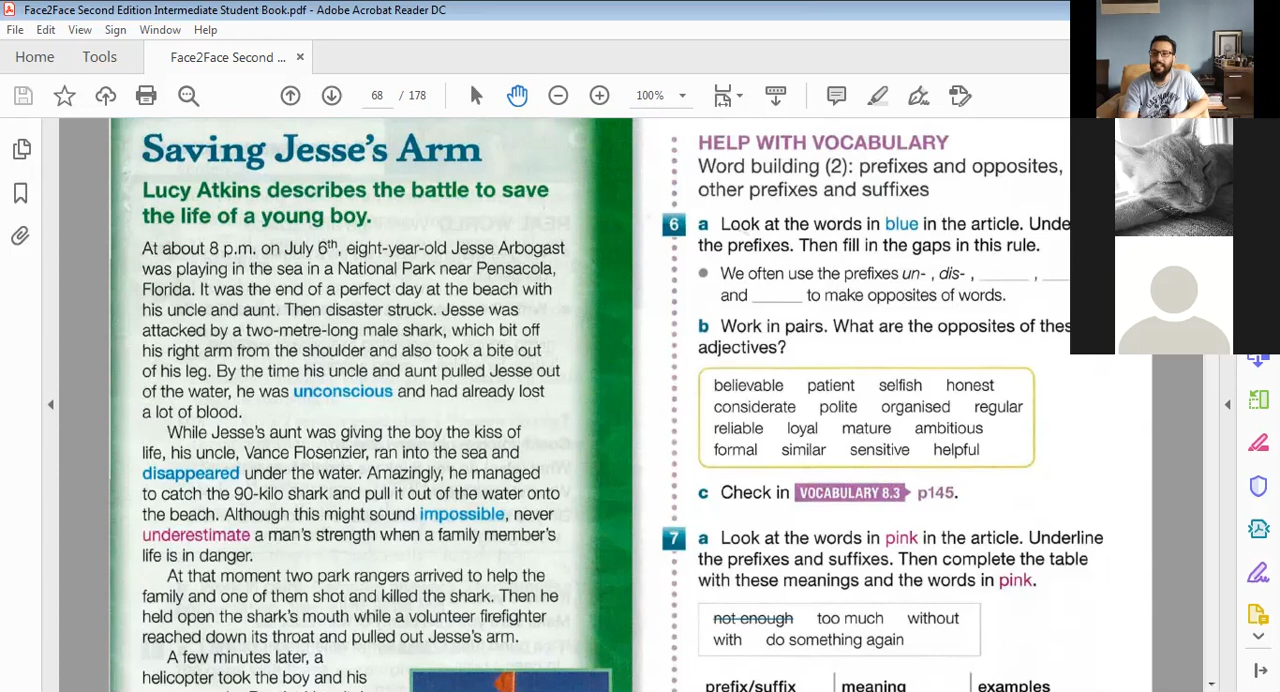 Face2Face Second Edition Intermediate Student Book.pdf - Adobe Acrobat Reader DC
File Edit View Sign Window Help
Home Tools Face2Face Second ... ×
68 / 178 100%
Saving Jesse's Arm
Lucy Atkins describes the battle to save
the life of a young boy.
At about 8 p.m. on July 6th, eight-year-old Jesse Arbogast
was playing in the sea in a National Park near Pensacola,
Florida. It was the end of a perfect day at the beach with
his uncle and aunt. Then disaster struck. Jesse was
attacked by a two-metre-long male shark, which bit off
his right arm from the shoulder and also took a bite out
of his leg. By the time his uncle and aunt pulled Jesse out
of the water, he was unconscious and had already lost
a lot of blood.
While Jesse's aunt was giving the boy the kiss of
life, his uncle, Vance Flosenzier, ran into the sea and
disappeared under the water. Amazingly, he managed
to catch the 90-kilo shark and pull it out of the water onto
the beach. Although this might sound impossible, never
underestimate a man's strength when a family member's
life is in danger.
At that moment two park rangers arrived to help the
family and one of them shot and killed the shark. Then he
held open the shark's mouth while a volunteer firefighter
reached down its throat and pulled out Jesse's arm.
A few minutes later, a
helicopter took the boy and his
HELP WITH VOCABULARY
Word building (2): prefixes and opposites,
other prefixes and suffixes
6 a Look at the words in blue in the article. Unde
the prefixes. Then fill in the gaps in this rule.
● We often use the prefixes un- , dis- , ______ , ___
and ______ to make opposites of words.
b Work in pairs. What are the opposites of thes
adjectives?
believable patient selfish honest
considerate polite organised regular
reliable loyal mature ambitious
formal similar sensitive helpful
c Check in VOCABULARY 8.3 p145.
7 a Look at the words in pink in the article. Underline
the prefixes and suffixes. Then complete the table
with these meanings and the words in pink.
not enough too much without
with do something again
prefix/suffix meaning examples